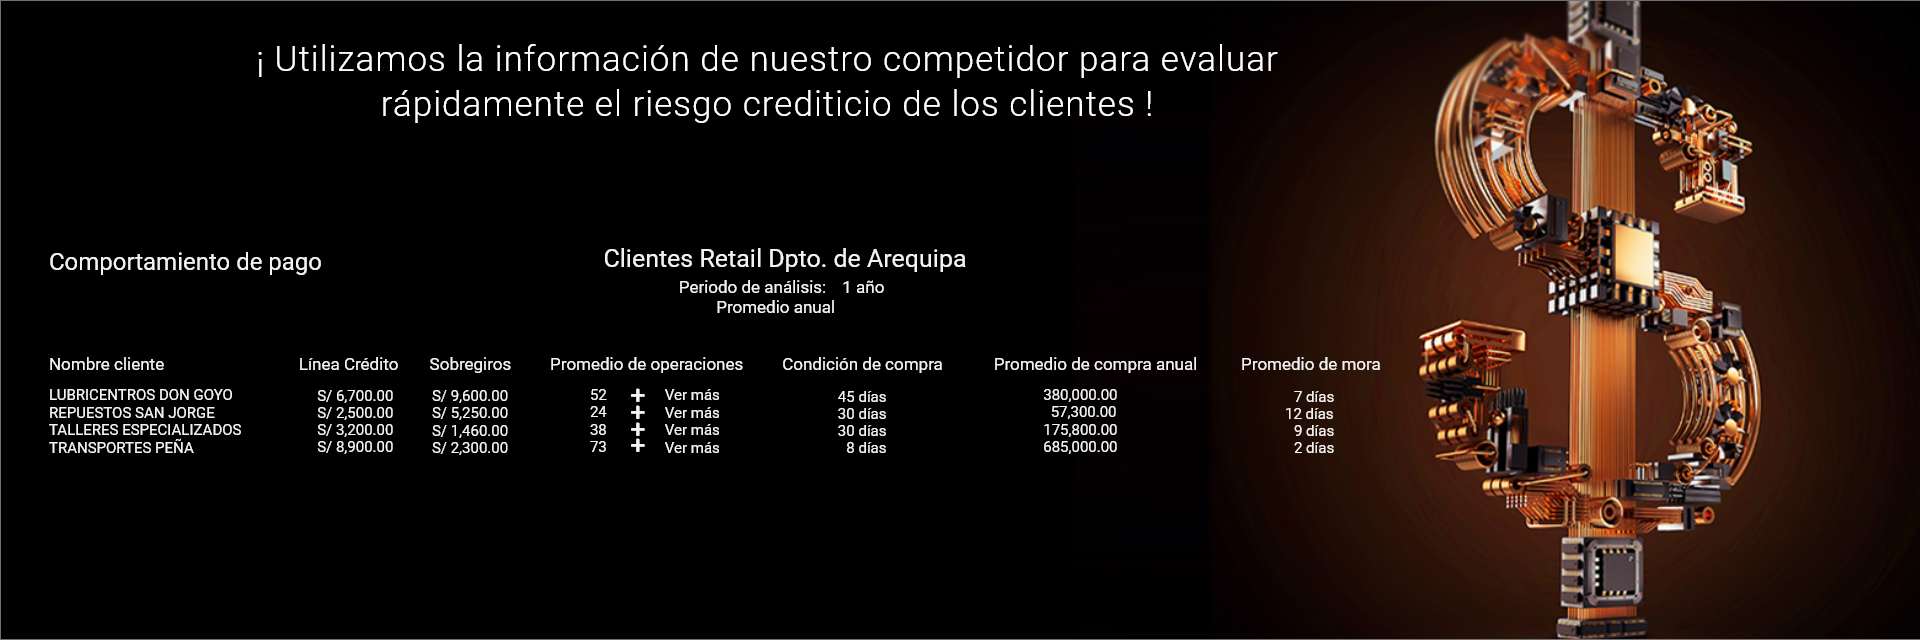 ¡ Utilizamos la información de nuestro competidor para evaluar
rápidamente el riesgo crediticio de los clientes !
Comportamiento de pago
Clientes Retail Dpto. de Arequipa
Periodo de análisis: 1 año
Promedio anual
Nombre cliente Línea Crédito Sobregiros Promedio de operaciones Condición de compra Promedio de compra anual Promedio de mora
LUBRICENTROS DON GOYO S/ 6,700.00 S/ 9,600.00 52 + Ver más 45 días 380,000.00 7 días
REPUESTOS SAN JORGE S/ 2,500.00 S/ 5,250.00 24 + Ver más 30 días 57,300.00 12 días
TALLERES ESPECIALIZADOS S/ 3,200.00 S/ 1,460.00 38 + Ver más 30 días 175,800.00 9 días
TRANSPORTES PEÑA S/ 8,900.00 S/ 2,300.00 73 + Ver más 8 días 685,000.00 2 días